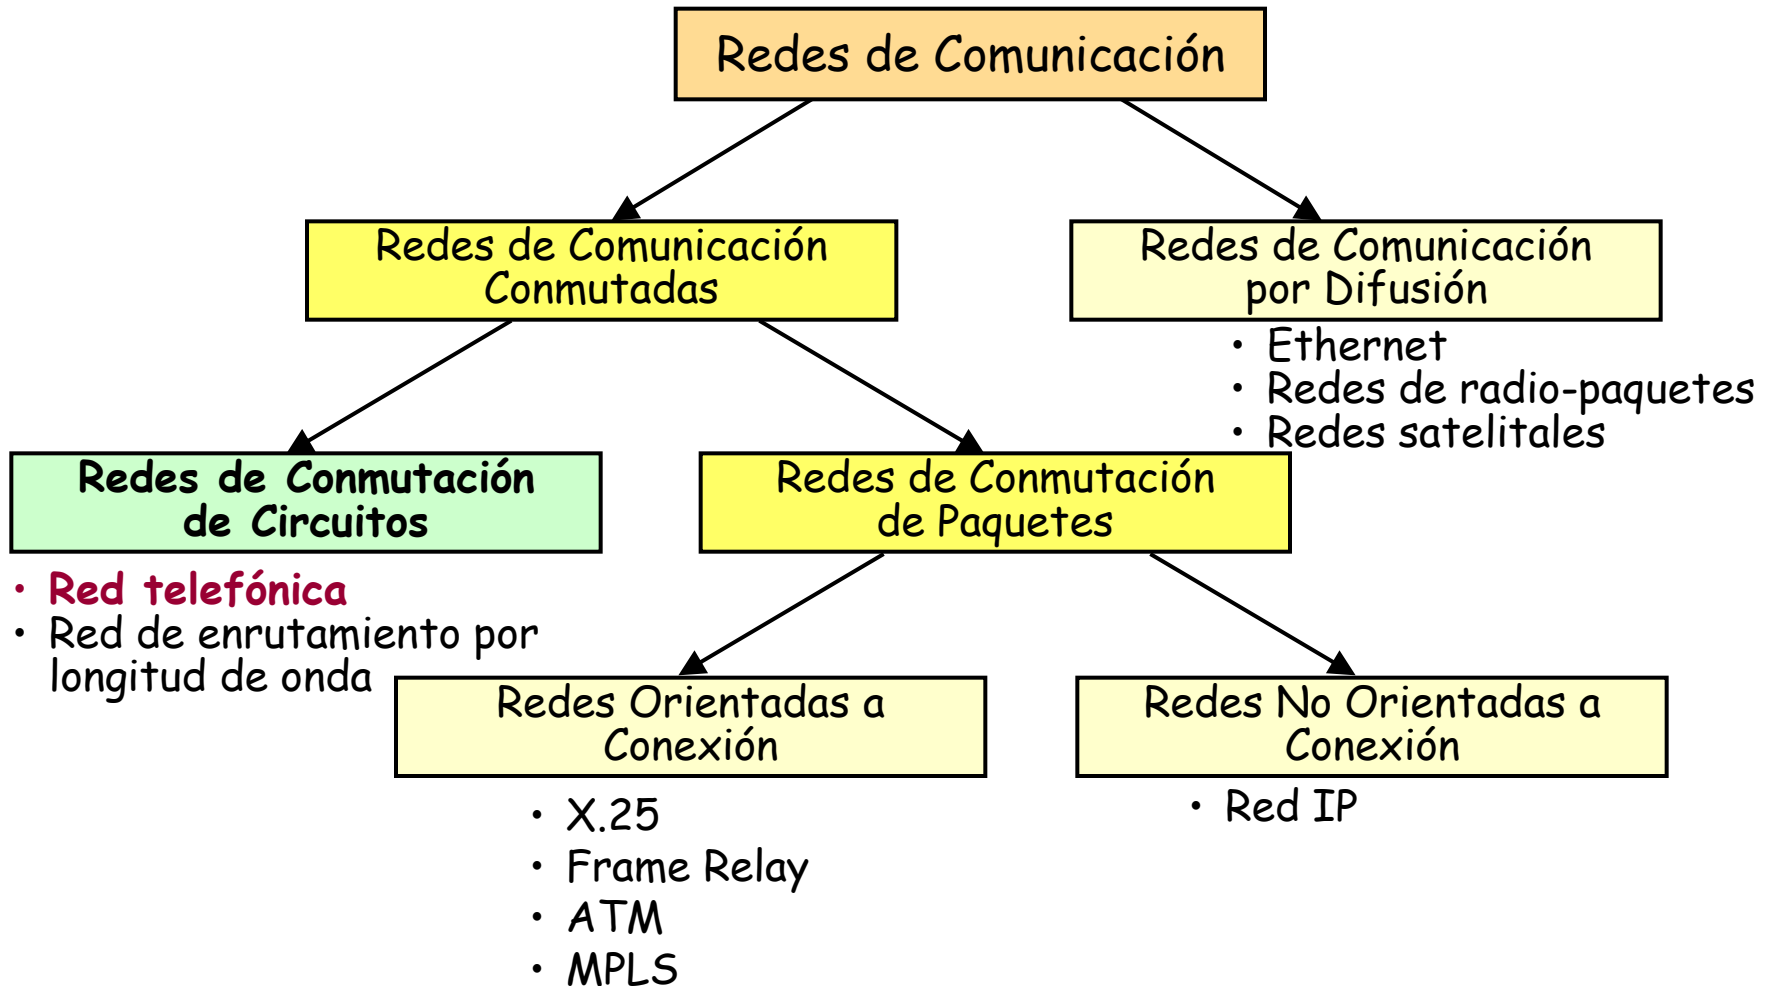 Redes de Comunicación
Redes de Comunicación
Conmutadas
Redes de Comunicación
por Difusión
• Ethernet
• Redes de radio-paquetes
• Redes satelitales
Redes de Conmutación
de Circuitos
• Red telefónica
• Red de enrutamiento por
longitud de onda
Redes de Conmutación
de Paquetes
Redes Orientadas a
Conexión
• X.25
• Frame Relay
• ATM
• MPLS
Redes No Orientadas a
Conexión
• Red IP